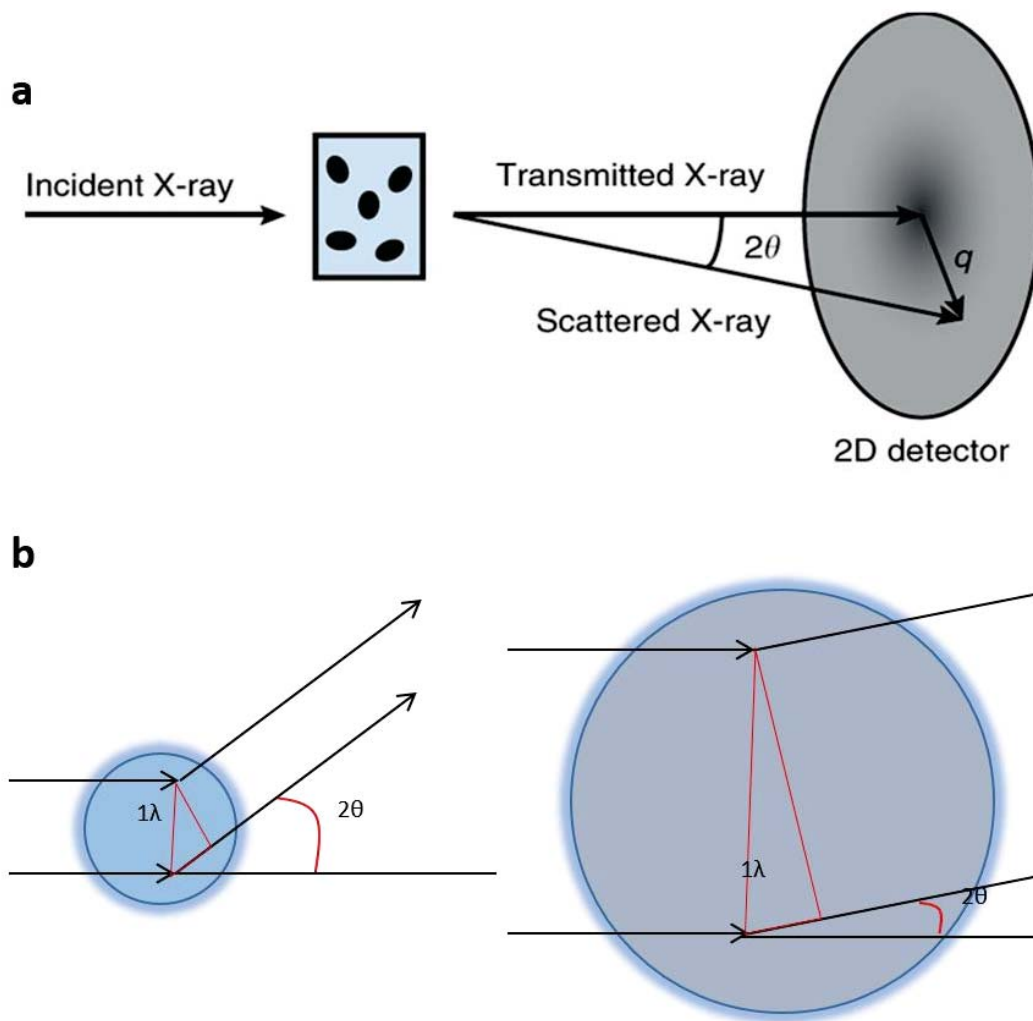 a
Incident X-ray
Transmitted X-ray
2θ
q
Scattered X-ray
2D detector
b
1λ
2θ
1λ
2θ